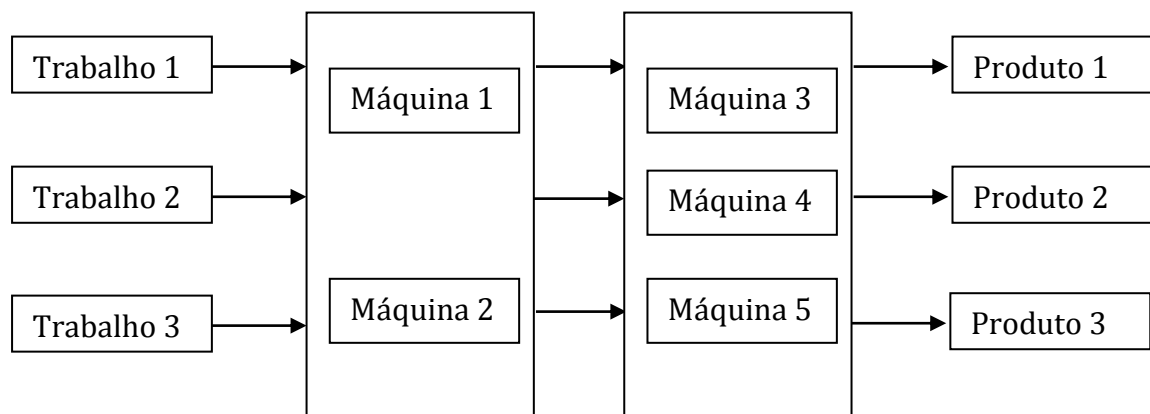 Trabalho 1
Máquina 1
Máquina 3
Produto 1
Trabalho 2
Máquina 4
Produto 2
Trabalho 3
Máquina 2
Máquina 5
Produto 3